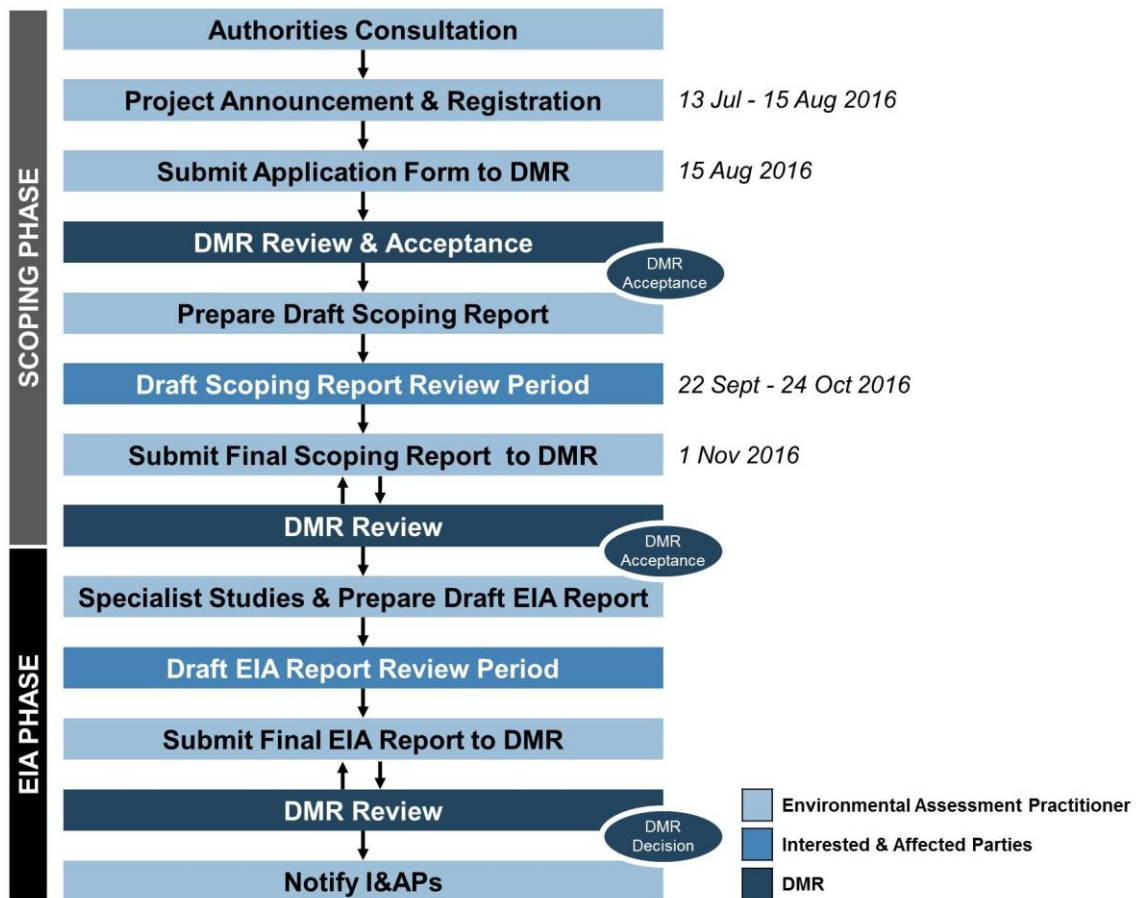 SCOPING PHASE
Authorities Consultation
Project Announcement & Registration
13 Jul - 15 Aug 2016
Submit Application Form to DMR
15 Aug 2016
DMR Review & Acceptance
DMR
Acceptance
Prepare Draft Scoping Report
Draft Scoping Report Review Period
22 Sept - 24 Oct 2016
Submit Final Scoping Report to DMR
1 Nov 2016
DMR Review
DMR
Acceptance
EIA PHASE
Specialist Studies & Prepare Draft EIA Report
Draft EIA Report Review Period
Submit Final EIA Report to DMR
DMR Review
DMR
Decision
Notify I&APs
Environmental Assessment Practitioner
Interested & Affected Parties
DMR